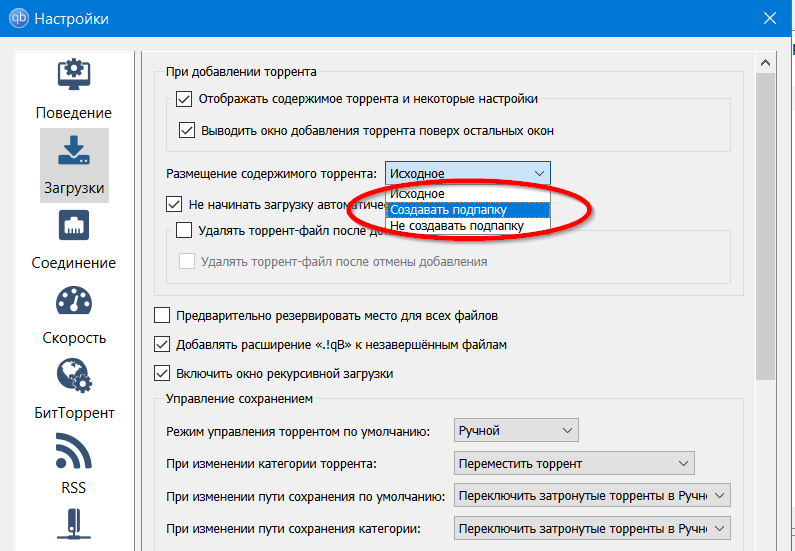 qb Настройки
Поведение
Загрузки
Соединение
Скорость
БитТоррент
RSS
При добавлении торрента
Отображать содержимое торрента и некоторые настройки
Выводить окно добавления торрента поверх остальных окон
Размещение содержимого торрента: Исходное
Исходное
Создавать подпапку
Не создавать подпапку
Не начинать загрузку автоматиче
Удалять торрент-файл после до
Удалять торрент-файл после отмены добавления
Предварительно резервировать место для всех файлов
Добавлять расширение «.!qB» к незавершённым файлам
Включить окно рекурсивной загрузки
Управление сохранением
Режим управления торрентом по умолчанию: Ручной
При изменении категории торрента: Переместить торрент
При изменении пути сохранения по умолчанию: Переключить затронутые торренты в Ручн
При изменении пути сохранения категории: Переключить затронутые торренты в Ручн